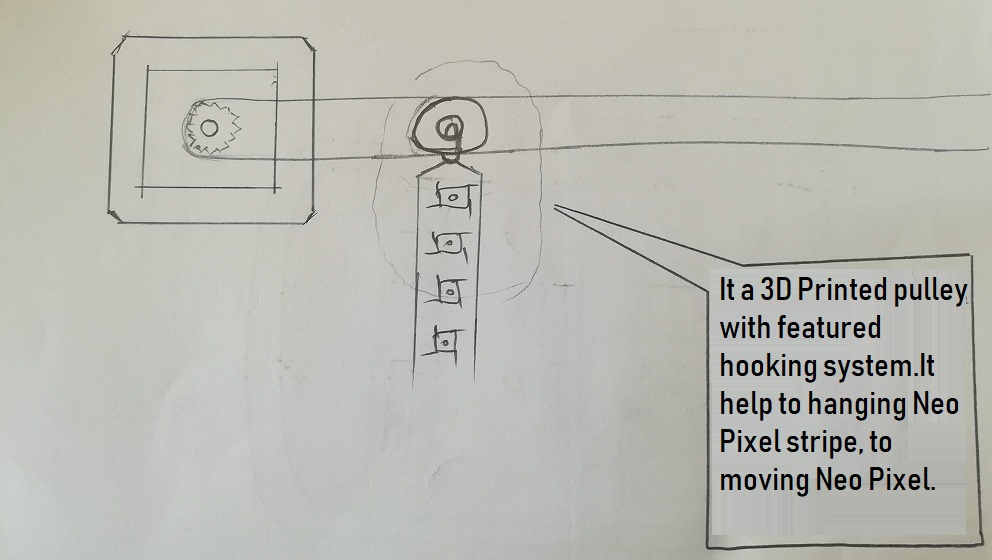 It a 3D Printed pulley
with featured
hooking system.It
help to hanging Neo
Pixel stripe, to
moving Neo Pixel.